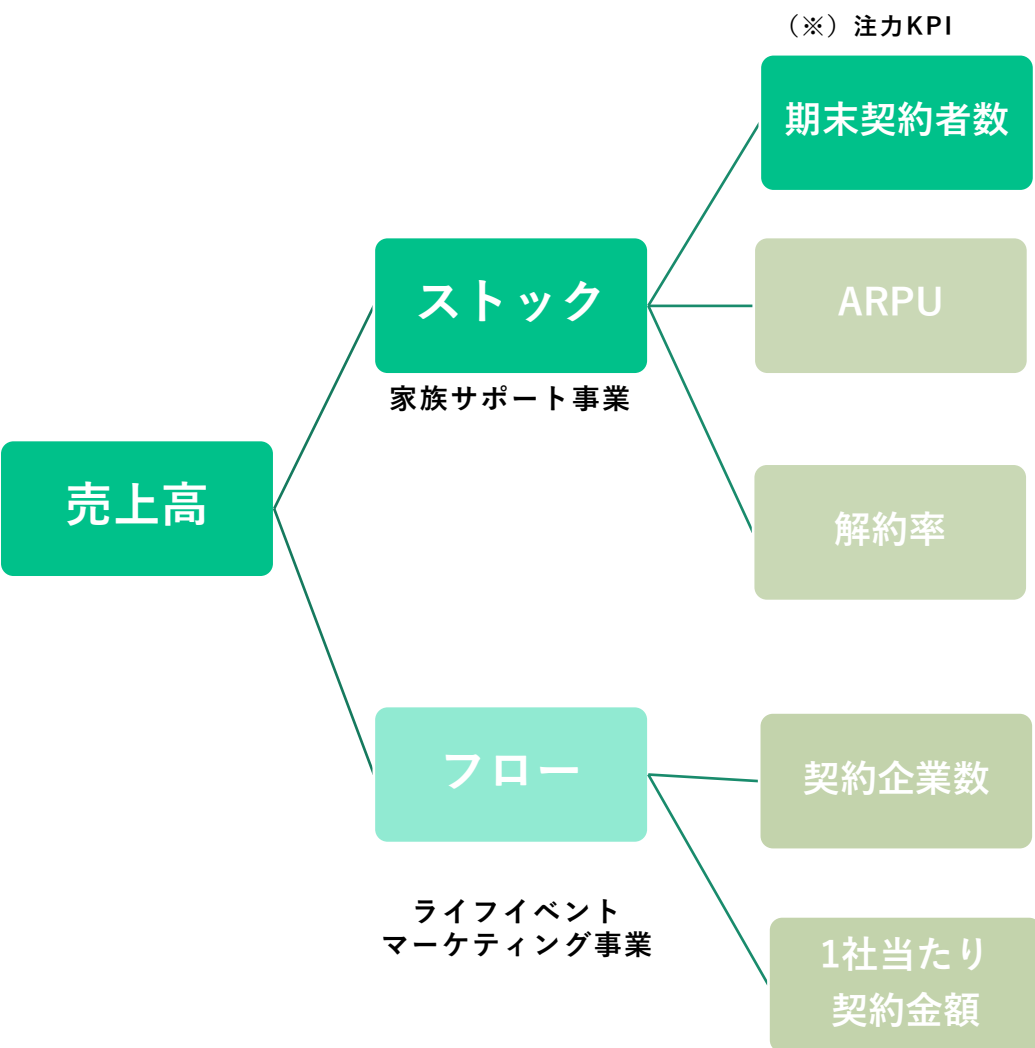 （※）注力KPI
期末契約者数
ストック
ARPU
家族サポート事業
売上高
解約率
フロー
契約企業数
ライフイベント
マーケティング事業
1社当たり
契約金額